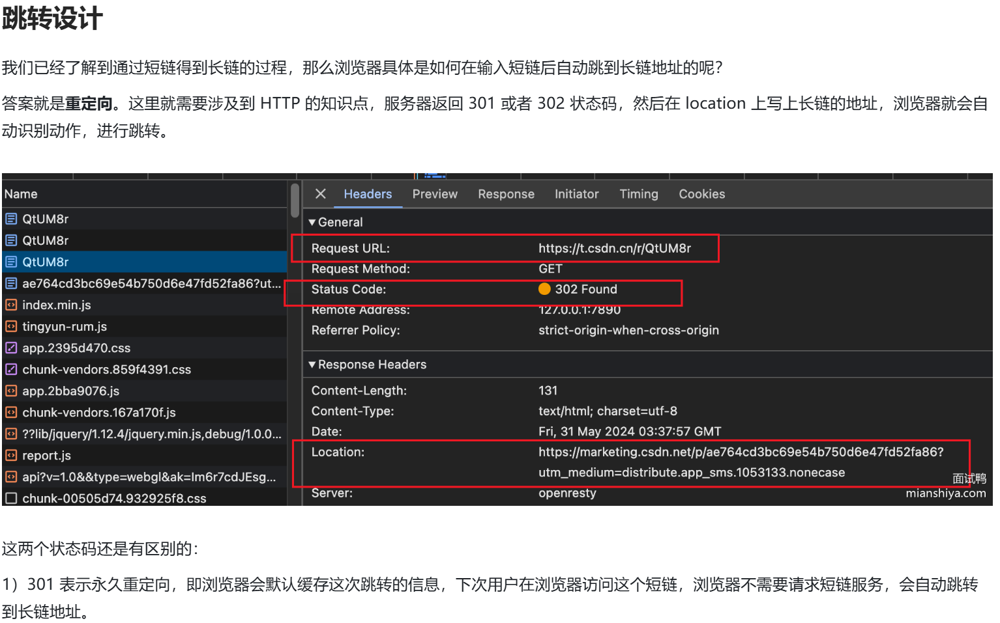 跳转设计
我们已经了解到通过短链得到长链的过程，那么浏览器具体是如何在输入短链后自动跳到长链地址的呢？
答案就是重定向。这里就需要涉及到 HTTP 的知识点，服务器返回 301 或者 302 状态码，然后在 location 上写上长链的地址，浏览器就会自
动识别动作，进行跳转。
Name
QtUM8r
QtUM8r
QtUM8r
ae764cd3bc69e54b750d6e47fd52fa86?ut...
index.min.js
tingyun-rum.js
app.2395d470.css
chunk-vendors.859f4391.css
app.2bba9076.js
chunk-vendors.167a170f.js
??lib/jquery/1.12.4/jquery.min.js,debug/1.0.0...
report.js
api?v=1.0&&type=webgl&ak=Im6r7cdJEsg...
chunk-00505d74.932925f8.css
Headers Preview Response Initiator Timing Cookies
General
Request URL: https://t.csdn.cn/r/QtUM8r
Request Method: GET
Status Code: 302 Found
Remote Address: 127.0.0.1:7890
Referrer Policy: strict-origin-when-cross-origin
Response Headers
Content-Length: 131
Content-Type: text/html; charset=utf-8
Date: Fri, 31 May 2024 03:37:57 GMT
Location: https://marketing.csdn.net/p/ae764cd3bc69e54b750d6e47fd52fa86?
utm_medium=distribute.app_sms.1053133.nonecase
Server: openresty
面试鸭
mianshiya.com
这两个状态码还是有区别的：
1）301 表示永久重定向，即浏览器会默认缓存这次跳转的信息，下次用户在浏览器访问这个短链，浏览器不需要请求短链服务，会自动跳转
到长链地址。